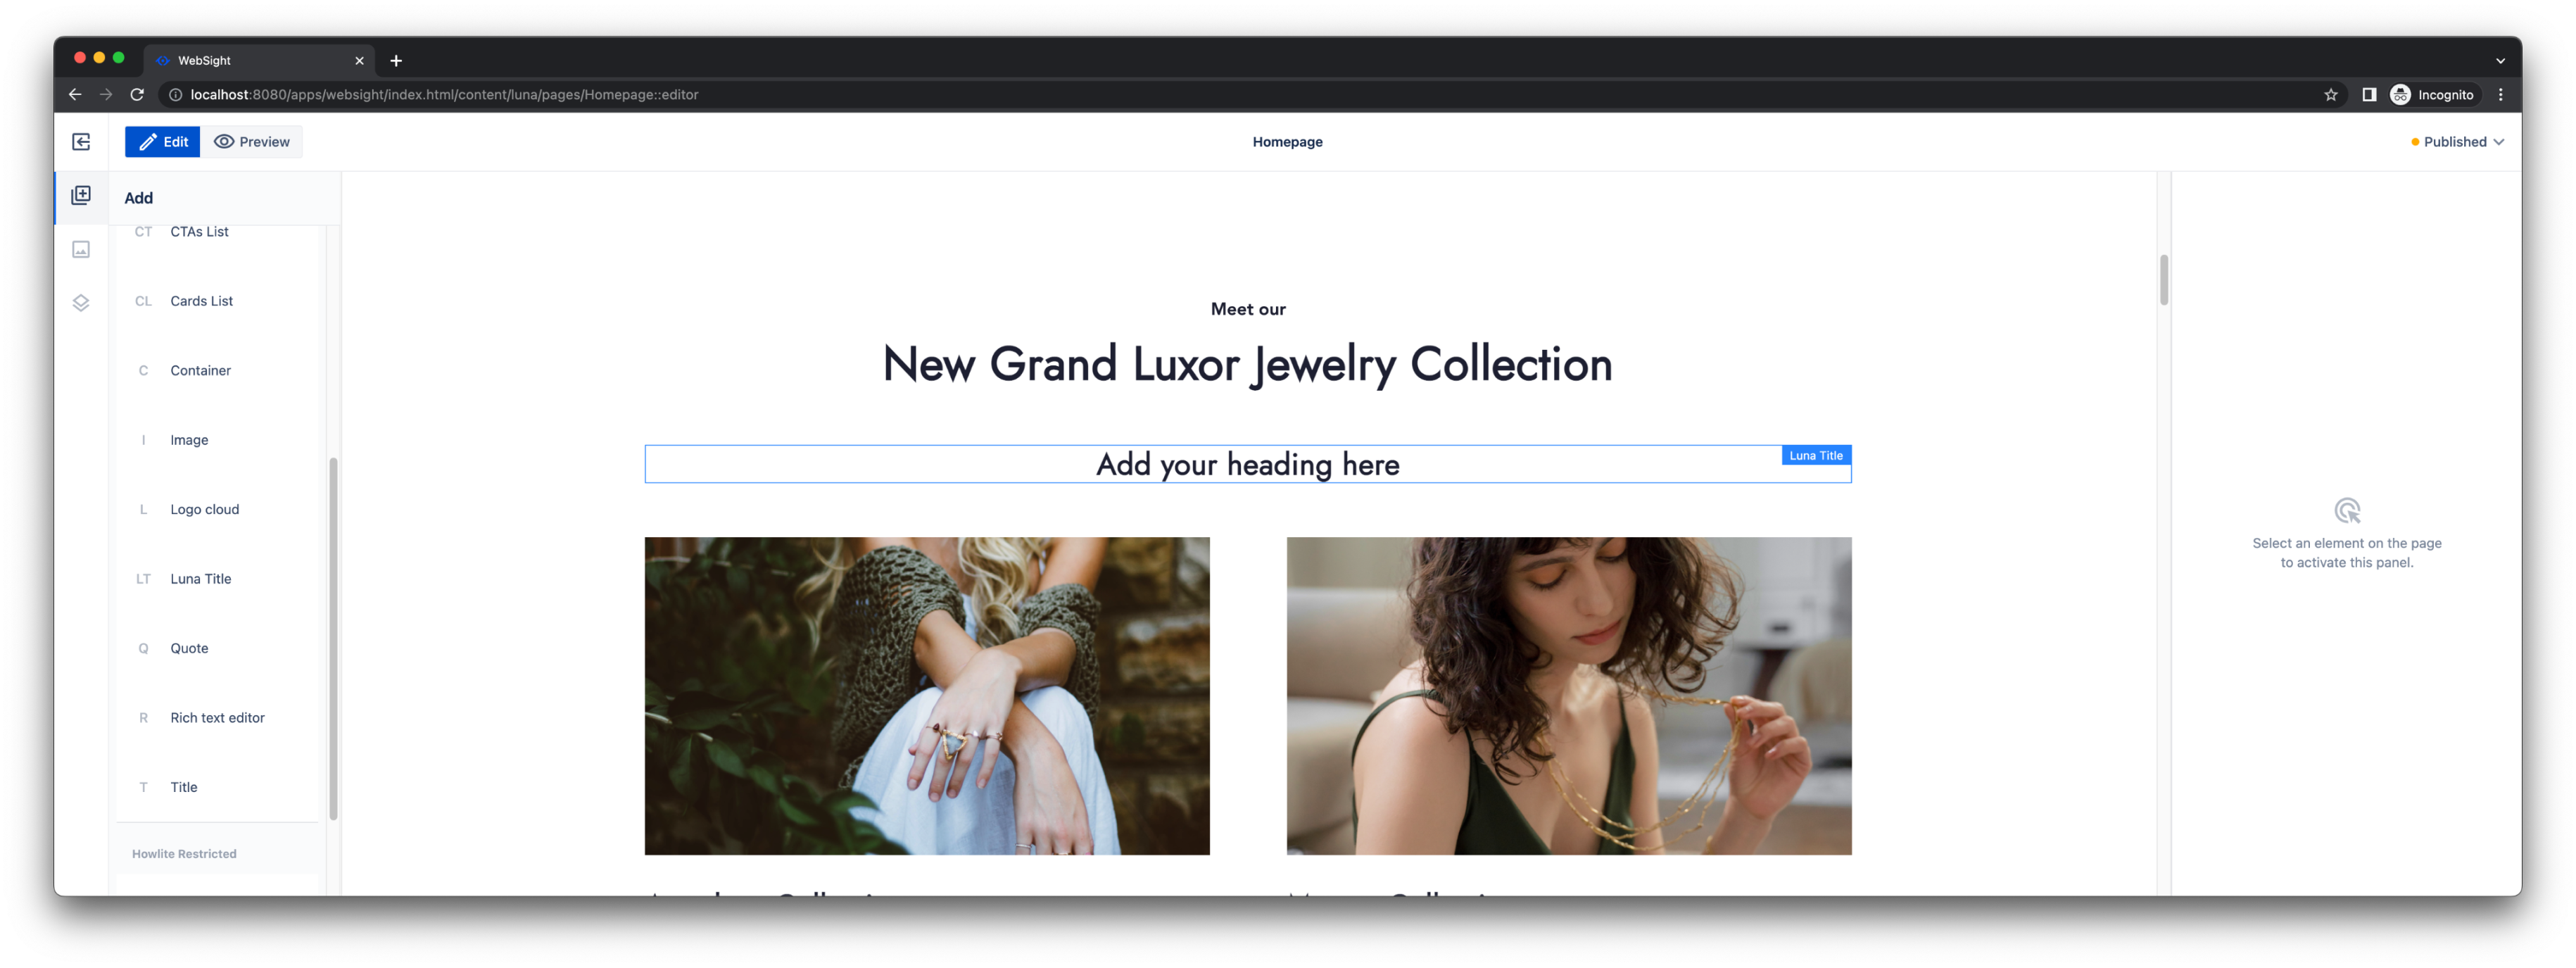 WebSight
localhost:8080/apps/websight/index.html/content/luna/pages/Homepage::editor
Incognito
Edit
Preview
Homepage
Published
Add
CT CTAs List
CL Cards List
C Container
I Image
L Logo cloud
LT Luna Title
Q Quote
R Rich text editor
T Title
Howlite Restricted
Meet our
New Grand Luxor Jewelry Collection
Add your heading here
Luna Title
Select an element on the page
to activate this panel.